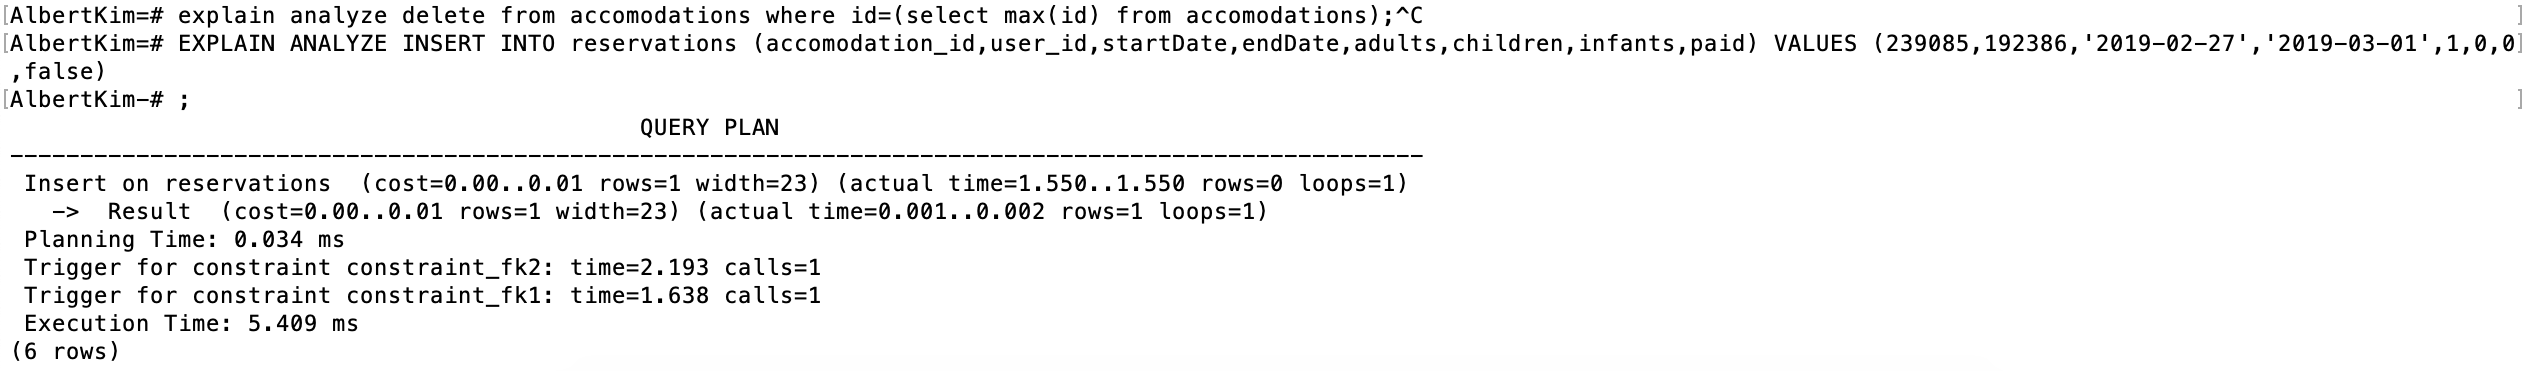 [AlbertKim=# explain analyze delete from accomodations where id=(select max(id) from accomodations);^C ]
[AlbertKim=# EXPLAIN ANALYZE INSERT INTO reservations (accomodation_id,user_id,startDate,endDate,adults,children,infants,paid) VALUES (239085,192386,'2019-02-27','2019-03-01',1,0,0]
,false)
[AlbertKim-# ; ]
QUERY PLAN
-----------------------------------------------------------------------------------------------------
Insert on reservations  (cost=0.00..0.01 rows=1 width=23) (actual time=1.550..1.550 rows=0 loops=1)
->  Result  (cost=0.00..0.01 rows=1 width=23) (actual time=0.001..0.002 rows=1 loops=1)
Planning Time: 0.034 ms
Trigger for constraint constraint_fk2: time=2.193 calls=1
Trigger for constraint constraint_fk1: time=1.638 calls=1
Execution Time: 5.409 ms
(6 rows)